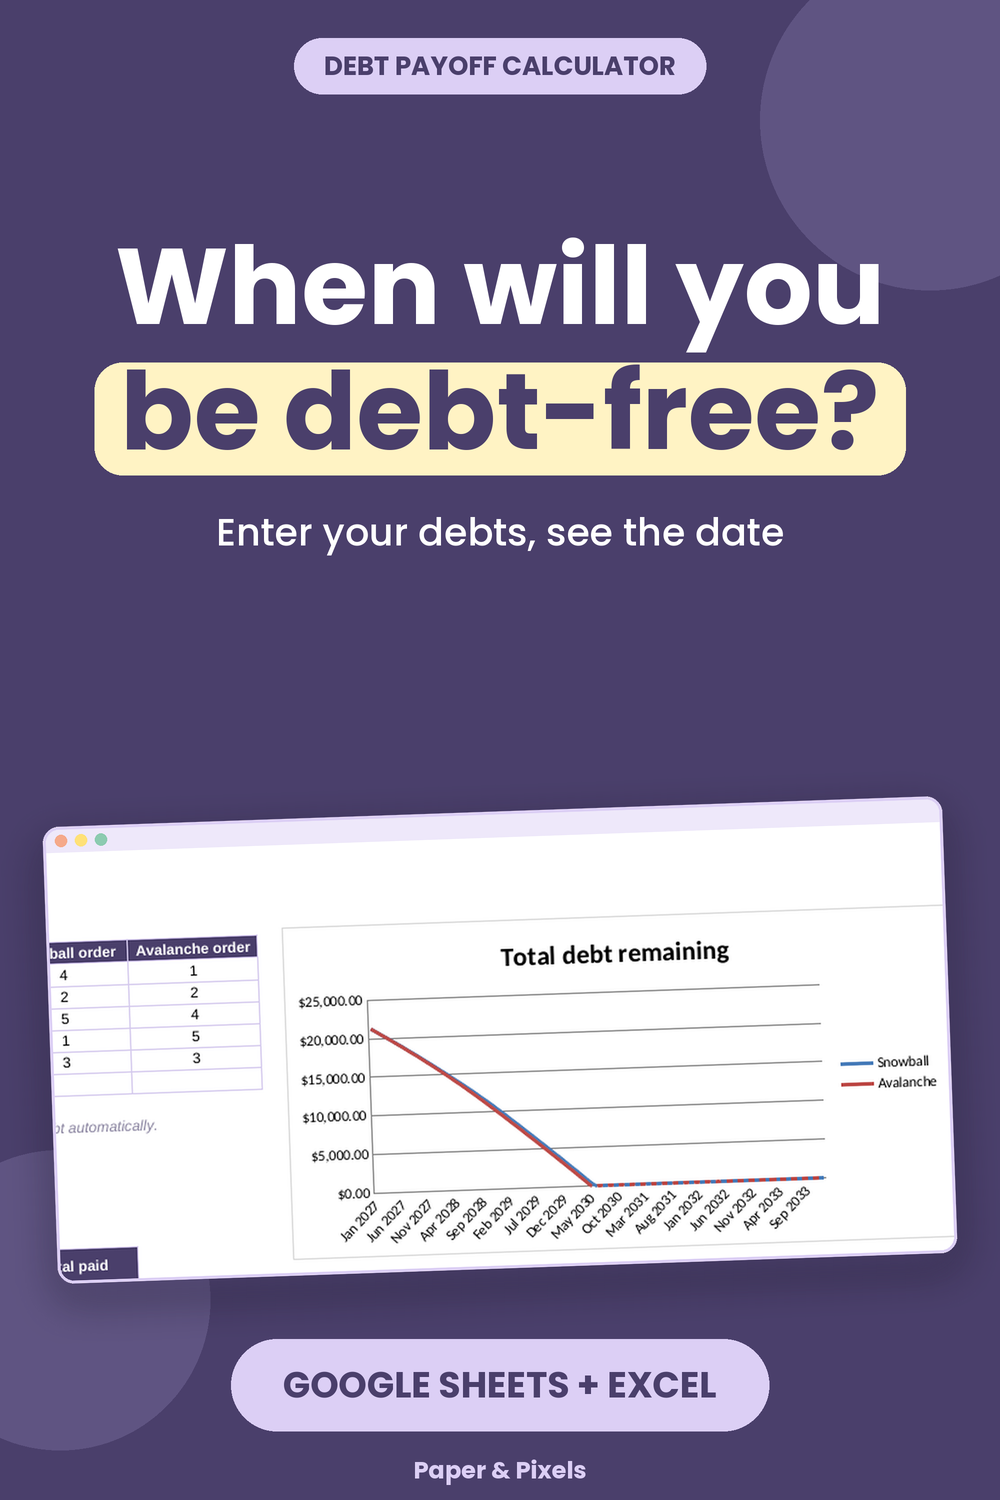 DEBT PAYOFF CALCULATOR
When will you
be debt-free?
Enter your debts, see the date
ball order Avalanche order
4 1
2 2
5 4
1 5
3 3
ot automatically.
al paid
Total debt remaining
$25,000.00
$20,000.00
$15,000.00
$10,000.00
$5,000.00
$0.00
Jan 2027 Jun 2027 Nov 2027 Apr 2028 Sep 2028 Feb 2029 Jul 2029 Dec 2029 May 2030 Oct 2030 Mar 2031 Aug 2031 Jan 2032 Jun 2032 Nov 2032 Apr 2033 Sep 2033
Snowball
Avalanche
GOOGLE SHEETS + EXCEL
Paper & Pixels